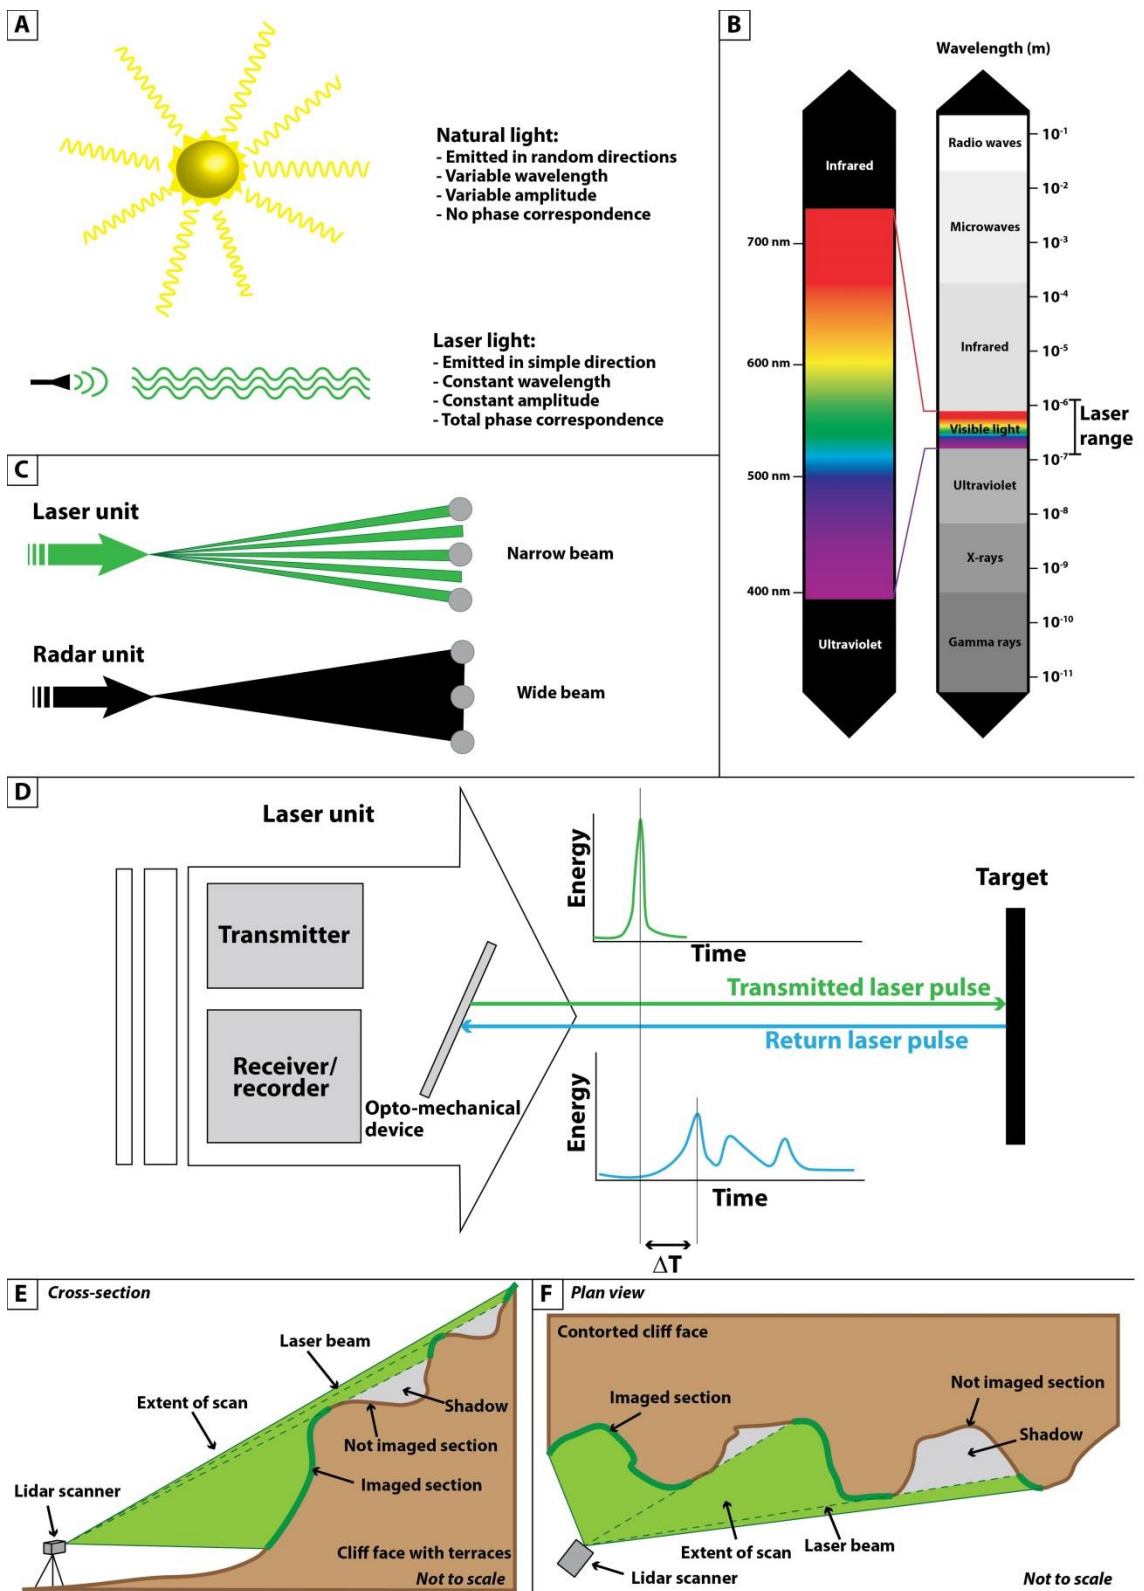 A
Natural light:
- Emitted in random directions
- Variable wavelength
- Variable amplitude
- No phase correspondence
Laser light:
- Emitted in simple direction
- Constant wavelength
- Constant amplitude
- Total phase correspondence
B
Wavelength (m)
Infrared
700 nm
600 nm
500 nm
400 nm
Ultraviolet
Radio waves
Microwaves
Infrared
Visible light
Ultraviolet
X-rays
Gamma rays
10⁻¹
10⁻²
10⁻³
10⁻⁴
10⁻⁵
10⁻⁶
10⁻⁷
10⁻⁸
10⁻⁹
10⁻¹⁰
10⁻¹¹
Laser
range
C
Laser unit
Narrow beam
Radar unit
Wide beam
D
Laser unit
Transmitter
Receiver/
recorder
Opto-mechanical
device
Energy
Time
Target
Transmitted laser pulse
Return laser pulse
Energy
Time
ΔT
E
Cross-section
Laser beam
Extent of scan
Shadow
Not imaged section
Imaged section
Lidar scanner
Cliff face with terraces
Not to scale
F
Plan view
Contorted cliff face
Imaged section
Not imaged section
Shadow
Extent of scan
Laser beam
Lidar scanner
Not to scale